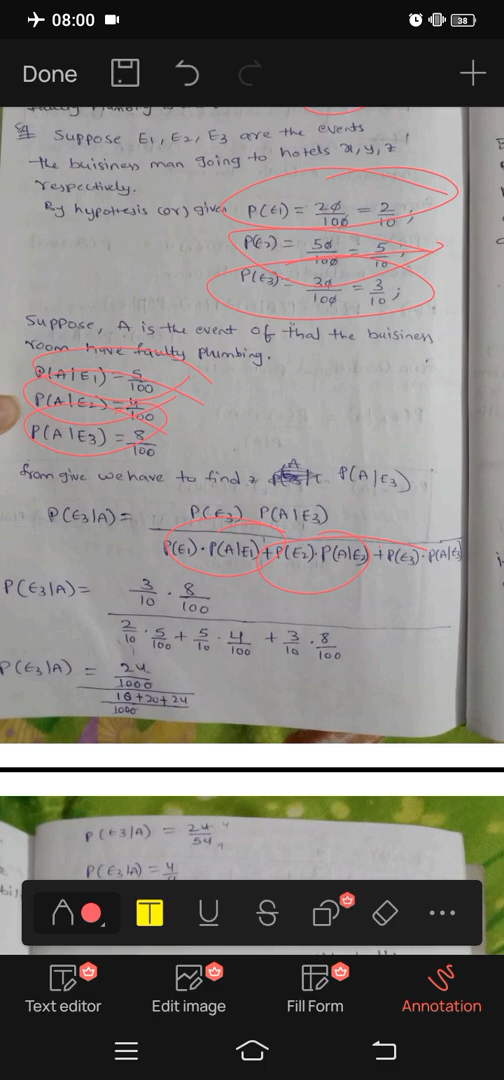 08:00
38
Done
Sol Suppose E1, E2, E3 are the events
the buisiness man going to hotels x, y, z
respectively.
By hypothesis (or) given P(E1) = 20/100 = 2/10;
P(E2) = 50/100 = 5/10;
P(E3) = 30/100 = 3/10;
Suppose, A is the event of that the buisiness
room have faulty plumbing.
P(A|E1) = 5/100
P(A|E2) = 4/100
P(A|E3) = 8/100
from give we have to find P(A|E3)
P(E3|A) = P(E3) P(A|E3) / P(E1)·P(A|E1) + P(E2)·P(A|E2) + P(E3)·P(A|E3
P(E3|A) = 3/10 · 8/100 / 2/10 · 5/100 + 5/10 · 4/100 + 3/10 · 8/100
P(E3|A) = 24/1000 / 10+20+24/1000
P(E3|A) = 24/54
P(E3|A) = 4
T
Text editor
Edit image
Fill Form
Annotation